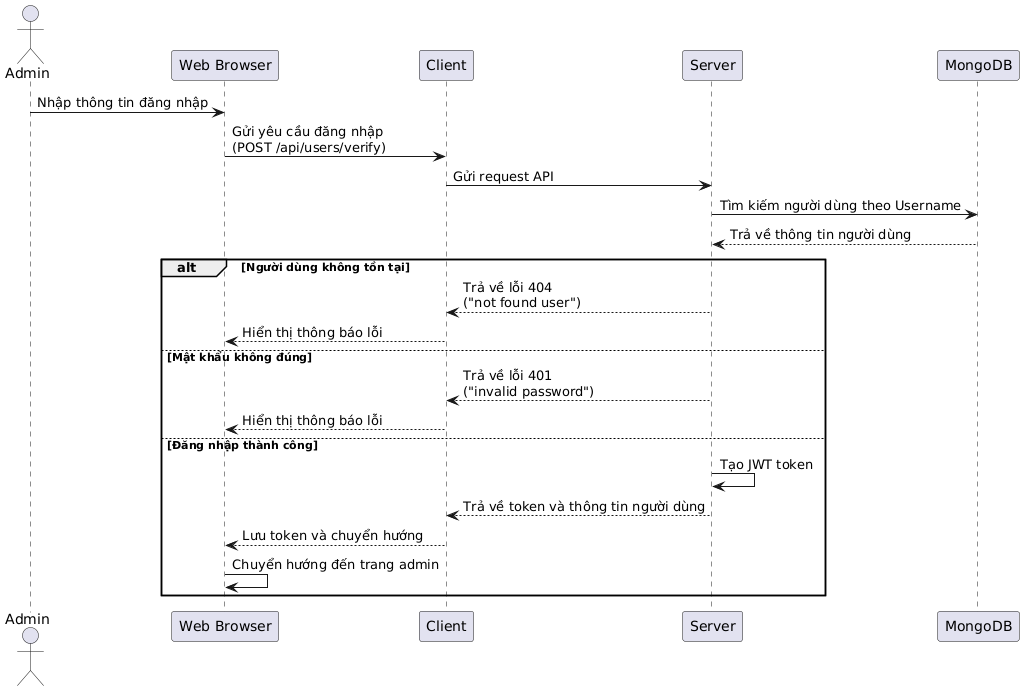 Admin
Web Browser
Client
Server
MongoDB
Nhập thông tin đăng nhập
Gửi yêu cầu đăng nhập
(POST /api/users/verify)
Gửi request API
Tìm kiếm người dùng theo Username
Trả về thông tin người dùng
alt
[Người dùng không tồn tại]
Trả về lỗi 404
("not found user")
Hiển thị thông báo lỗi
[Mật khẩu không đúng]
Trả về lỗi 401
("invalid password")
Hiển thị thông báo lỗi
[Đăng nhập thành công]
Tạo JWT token
Trả về token và thông tin người dùng
Lưu token và chuyển hướng
Chuyển hướng đến trang admin
Admin
Web Browser
Client
Server
MongoDB